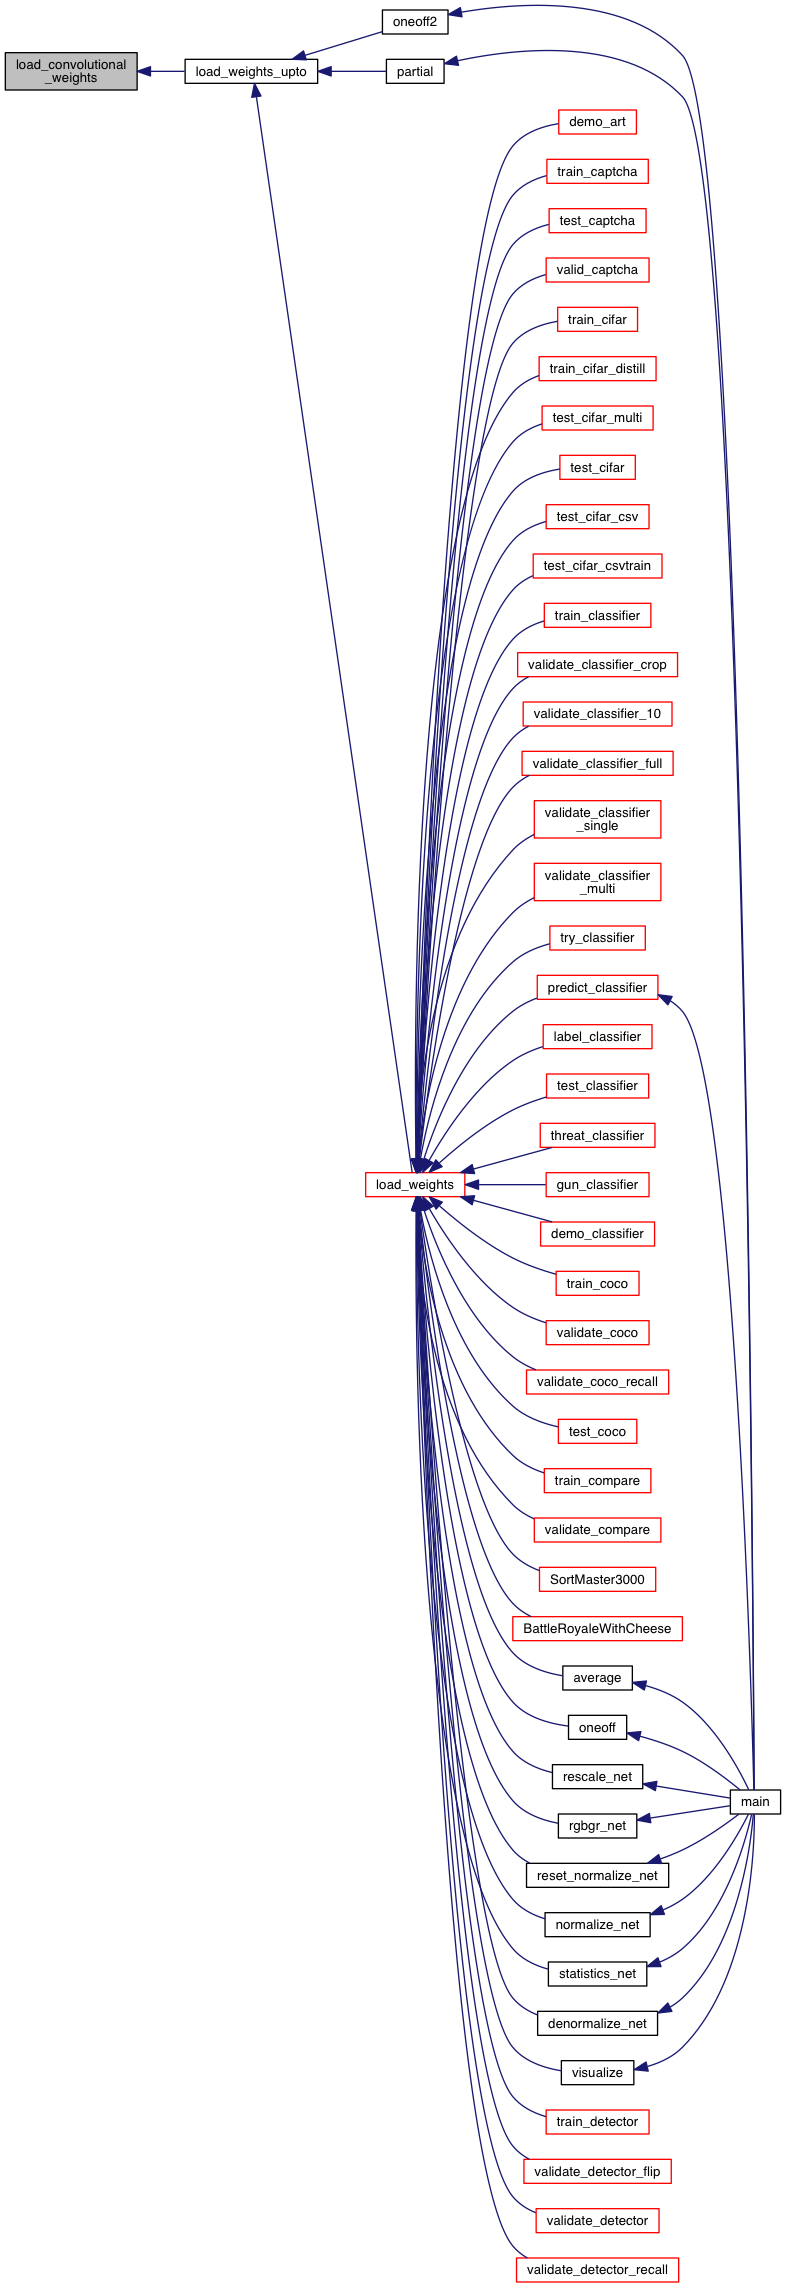 oneoff2
load_convolutional
_weights
load_weights_upto
partial
demo_art
train_captcha
test_captcha
valid_captcha
train_cifar
train_cifar_distill
test_cifar_multi
test_cifar
test_cifar_csv
test_cifar_csvtrain
train_classifier
validate_classifier_crop
validate_classifier_10
validate_classifier_full
validate_classifier
_single
validate_classifier
_multi
try_classifier
predict_classifier
label_classifier
test_classifier
threat_classifier
load_weights
gun_classifier
demo_classifier
train_coco
validate_coco
validate_coco_recall
test_coco
train_compare
validate_compare
SortMaster3000
BattleRoyaleWithCheese
average
oneoff
rescale_net
main
rgbgr_net
reset_normalize_net
normalize_net
statistics_net
denormalize_net
visualize
train_detector
validate_detector_flip
validate_detector
validate_detector_recall